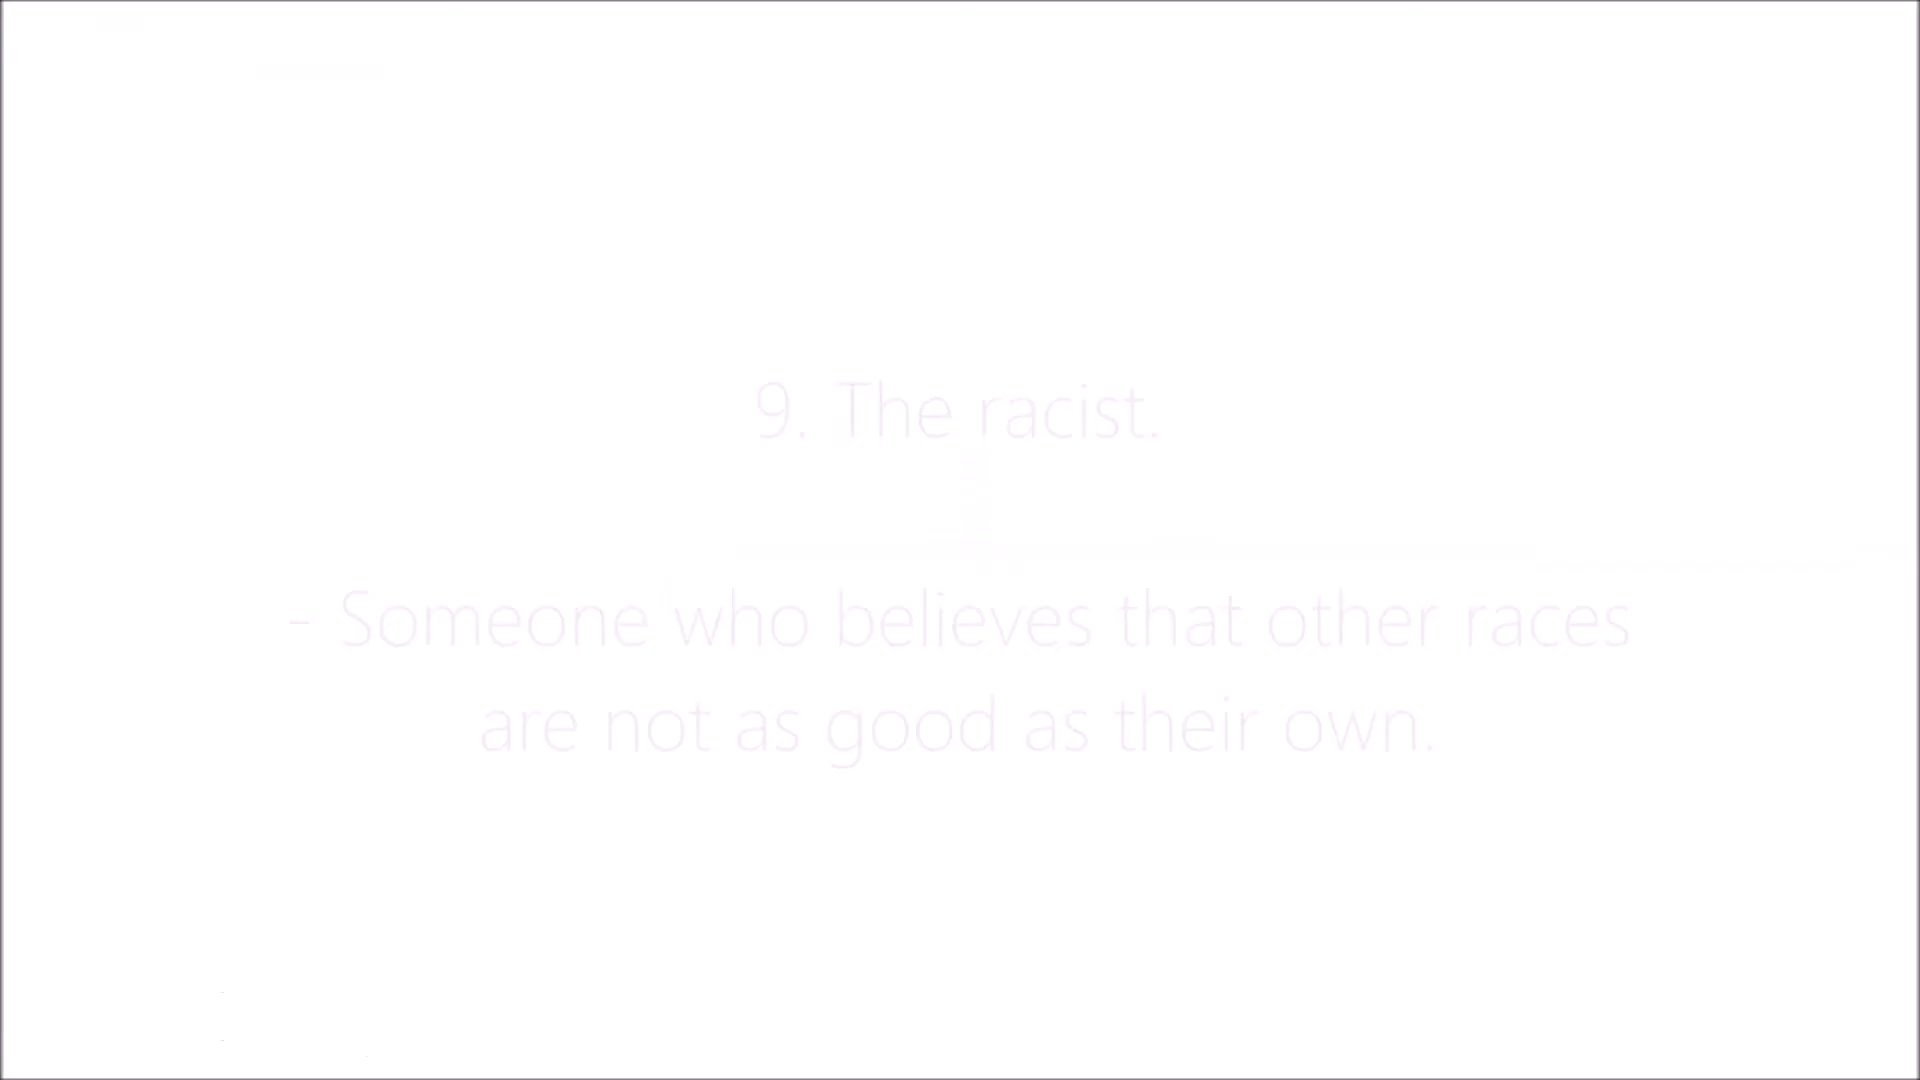 9. The racist.
- Someone who believes that other races
are not as good as their own.